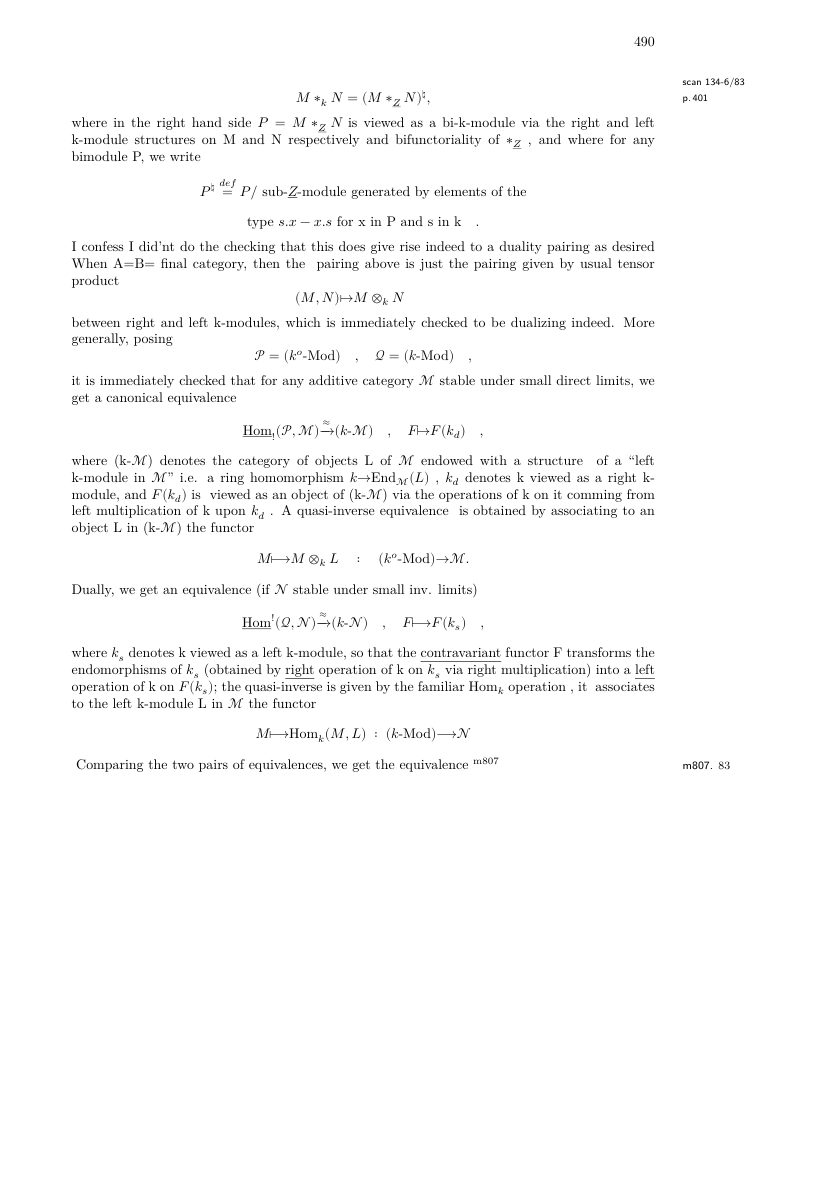 490
scan 134-6/83
M ∗_k N = (M ∗_Z N)^♮,
p. 401
where in the right hand side P = M ∗_Z N is viewed as a bi-k-module via the right and left
k-module structures on M and N respectively and bifunctoriality of ∗_Z , and where for any
bimodule P, we write
P^♮ def= P/ sub-Z-module generated by elements of the
type s.x − x.s for x in P and s in k .
I confess I did'nt do the checking that this does give rise indeed to a duality pairing as desired
When A=B= final category, then the pairing above is just the pairing given by usual tensor
product
(M, N)↦M ⊗_k N
between right and left k-modules, which is immediately checked to be dualizing indeed. More
generally, posing
𝒫 = (k^o-Mod) , 𝒬 = (k-Mod) ,
it is immediately checked that for any additive category ℳ stable under small direct limits, we
get a canonical equivalence
Hom_!(𝒫, ℳ)→^≈(k-ℳ) , F↦F(k_d) ,
where (k-ℳ) denotes the category of objects L of ℳ endowed with a structure of a “left
k-module in ℳ” i.e. a ring homomorphism k→End_ℳ(L) , k_d denotes k viewed as a right k-
module, and F(k_d) is viewed as an object of (k-ℳ) via the operations of k on it comming from
left multiplication of k upon k_d . A quasi-inverse equivalence is obtained by associating to an
object L in (k-ℳ) the functor
M⟼M ⊗_k L : (k^o-Mod)→ℳ.
Dually, we get an equivalence (if 𝒩 stable under small inv. limits)
Hom^!(𝒬, 𝒩)→^≈(k-𝒩) , F⟼F(k_s) ,
where k_s denotes k viewed as a left k-module, so that the contravariant functor F transforms the
endomorphisms of k_s (obtained by right operation of k on k_s via right multiplication) into a left
operation of k on F(k_s); the quasi-inverse is given by the familiar Hom_k operation , it associates
to the left k-module L in ℳ the functor
M⟼Hom_k(M, L) : (k-Mod)⟶𝒩
Comparing the two pairs of equivalences, we get the equivalence ^m807
m807. 83